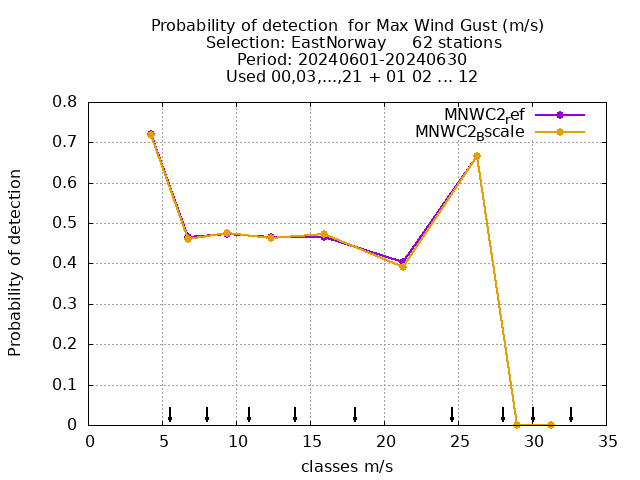 Probability of detection  for Max Wind Gust (m/s)
Selection: EastNorway     62 stations
Period: 20240601-20240630
Used 00,03,...,21 + 01 02 ... 12
MNWC2ref
MNWC2Bscale
Probability of detection
0.8
0.7
0.6
0.5
0.4
0.3
0.2
0.1
0
0 5 10 15 20 25 30 35
classes m/s